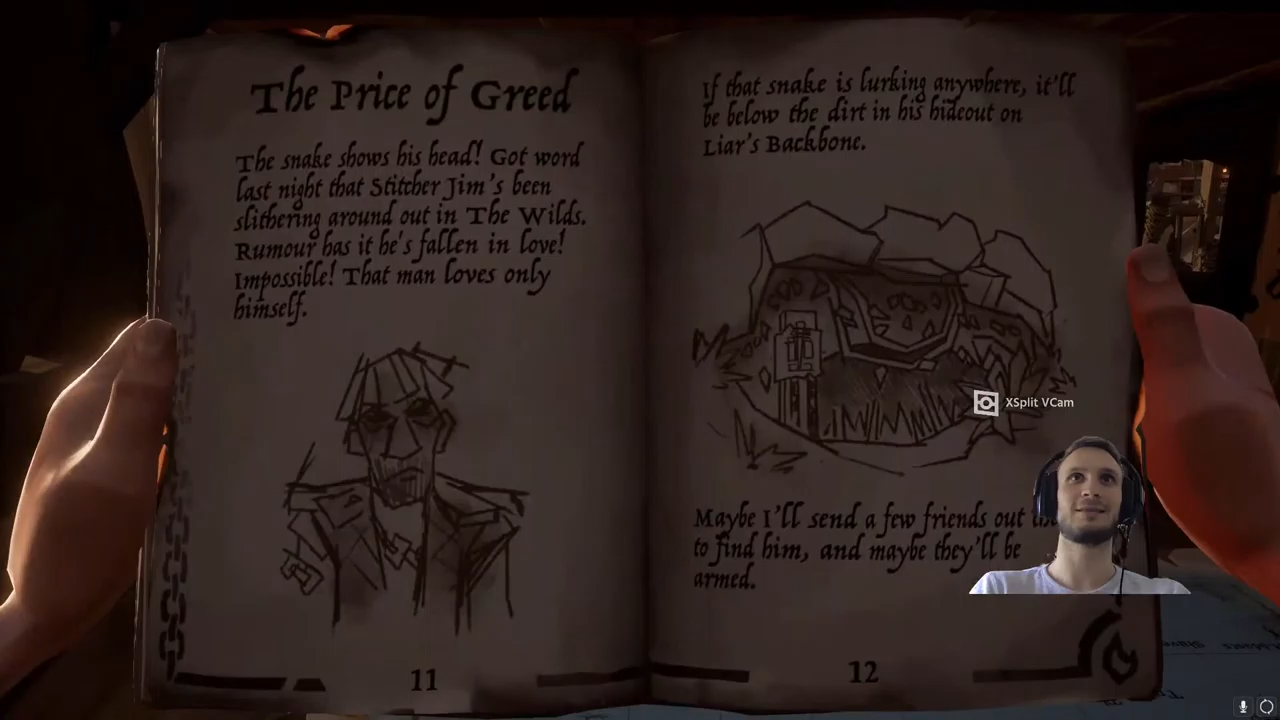 The Price of Greed
The snake shows his head! Got word
last night that Stitcher Jim's been
slithering around out in The Wilds.
Rumour has it he's fallen in love!
Impossible! That man loves only
himself.
11
If that snake is lurking anywhere, it'll
be below the dirt in his hideout on
Liar's Backbone.
XSplit VCam
Maybe I'll send a few friends out
to find him, and maybe they'll be
armed.
12